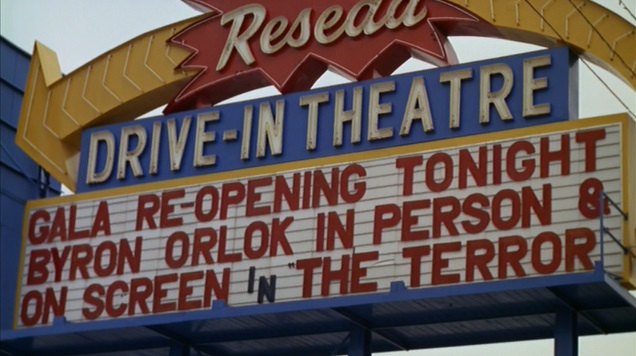 Reseda
DRIVE-IN THEATRE
GALA RE-OPENING TONIGHT
BYRON ORLOK IN PERSON &
ON SCREEN IN "THE TERROR